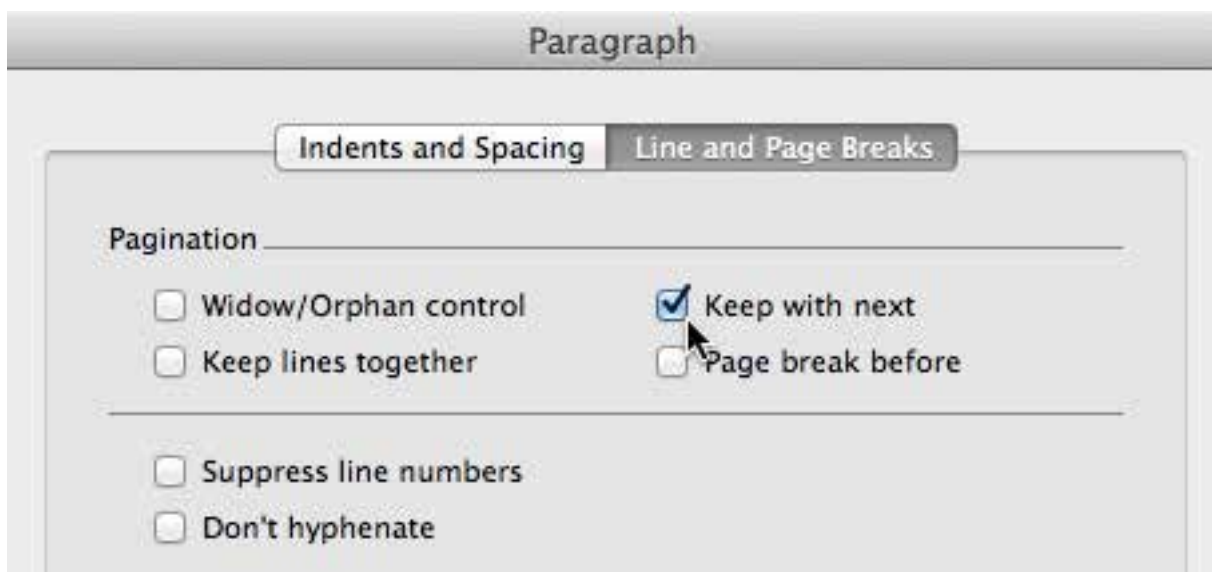 Paragraph
Indents and Spacing Line and Page Breaks
Pagination
Widow/Orphan control Keep with next
Keep lines together Page break before
Suppress line numbers
Don't hyphenate